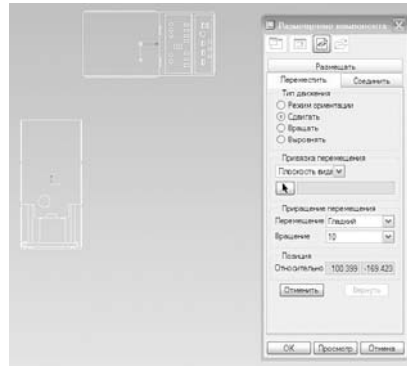 Размещение компонента
Размещать
Переместить Соединить
Тип движения
Режим ориентации
Сдвигать
Вращать
Выровнять
Привязка перемещения
Плоскость вида
Приращение перемещения
Перемещение Гладкий
Вращение 10
Позиция
Относительно 100.399 -169.423
Отменить Вернуть
OK Просмотр Отмена